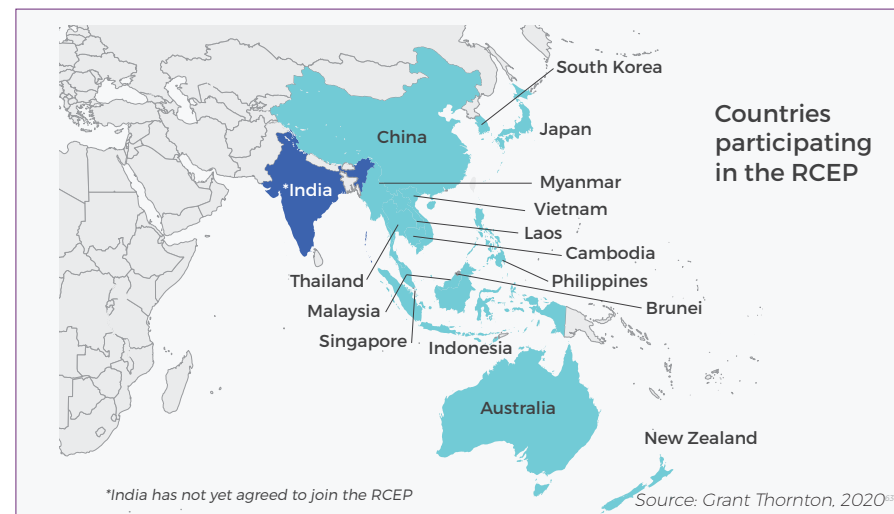 South Korea
Countries
participating
in the RCEP
China
Japan
Myanmar
*India
Vietnam
Laos
Cambodia
Thailand
Philippines
Malaysia
Brunei
Singapore
Indonesia
Australia
New Zealand
*India has not yet agreed to join the RCEP
Source: Grant Thornton, 2020⁶³